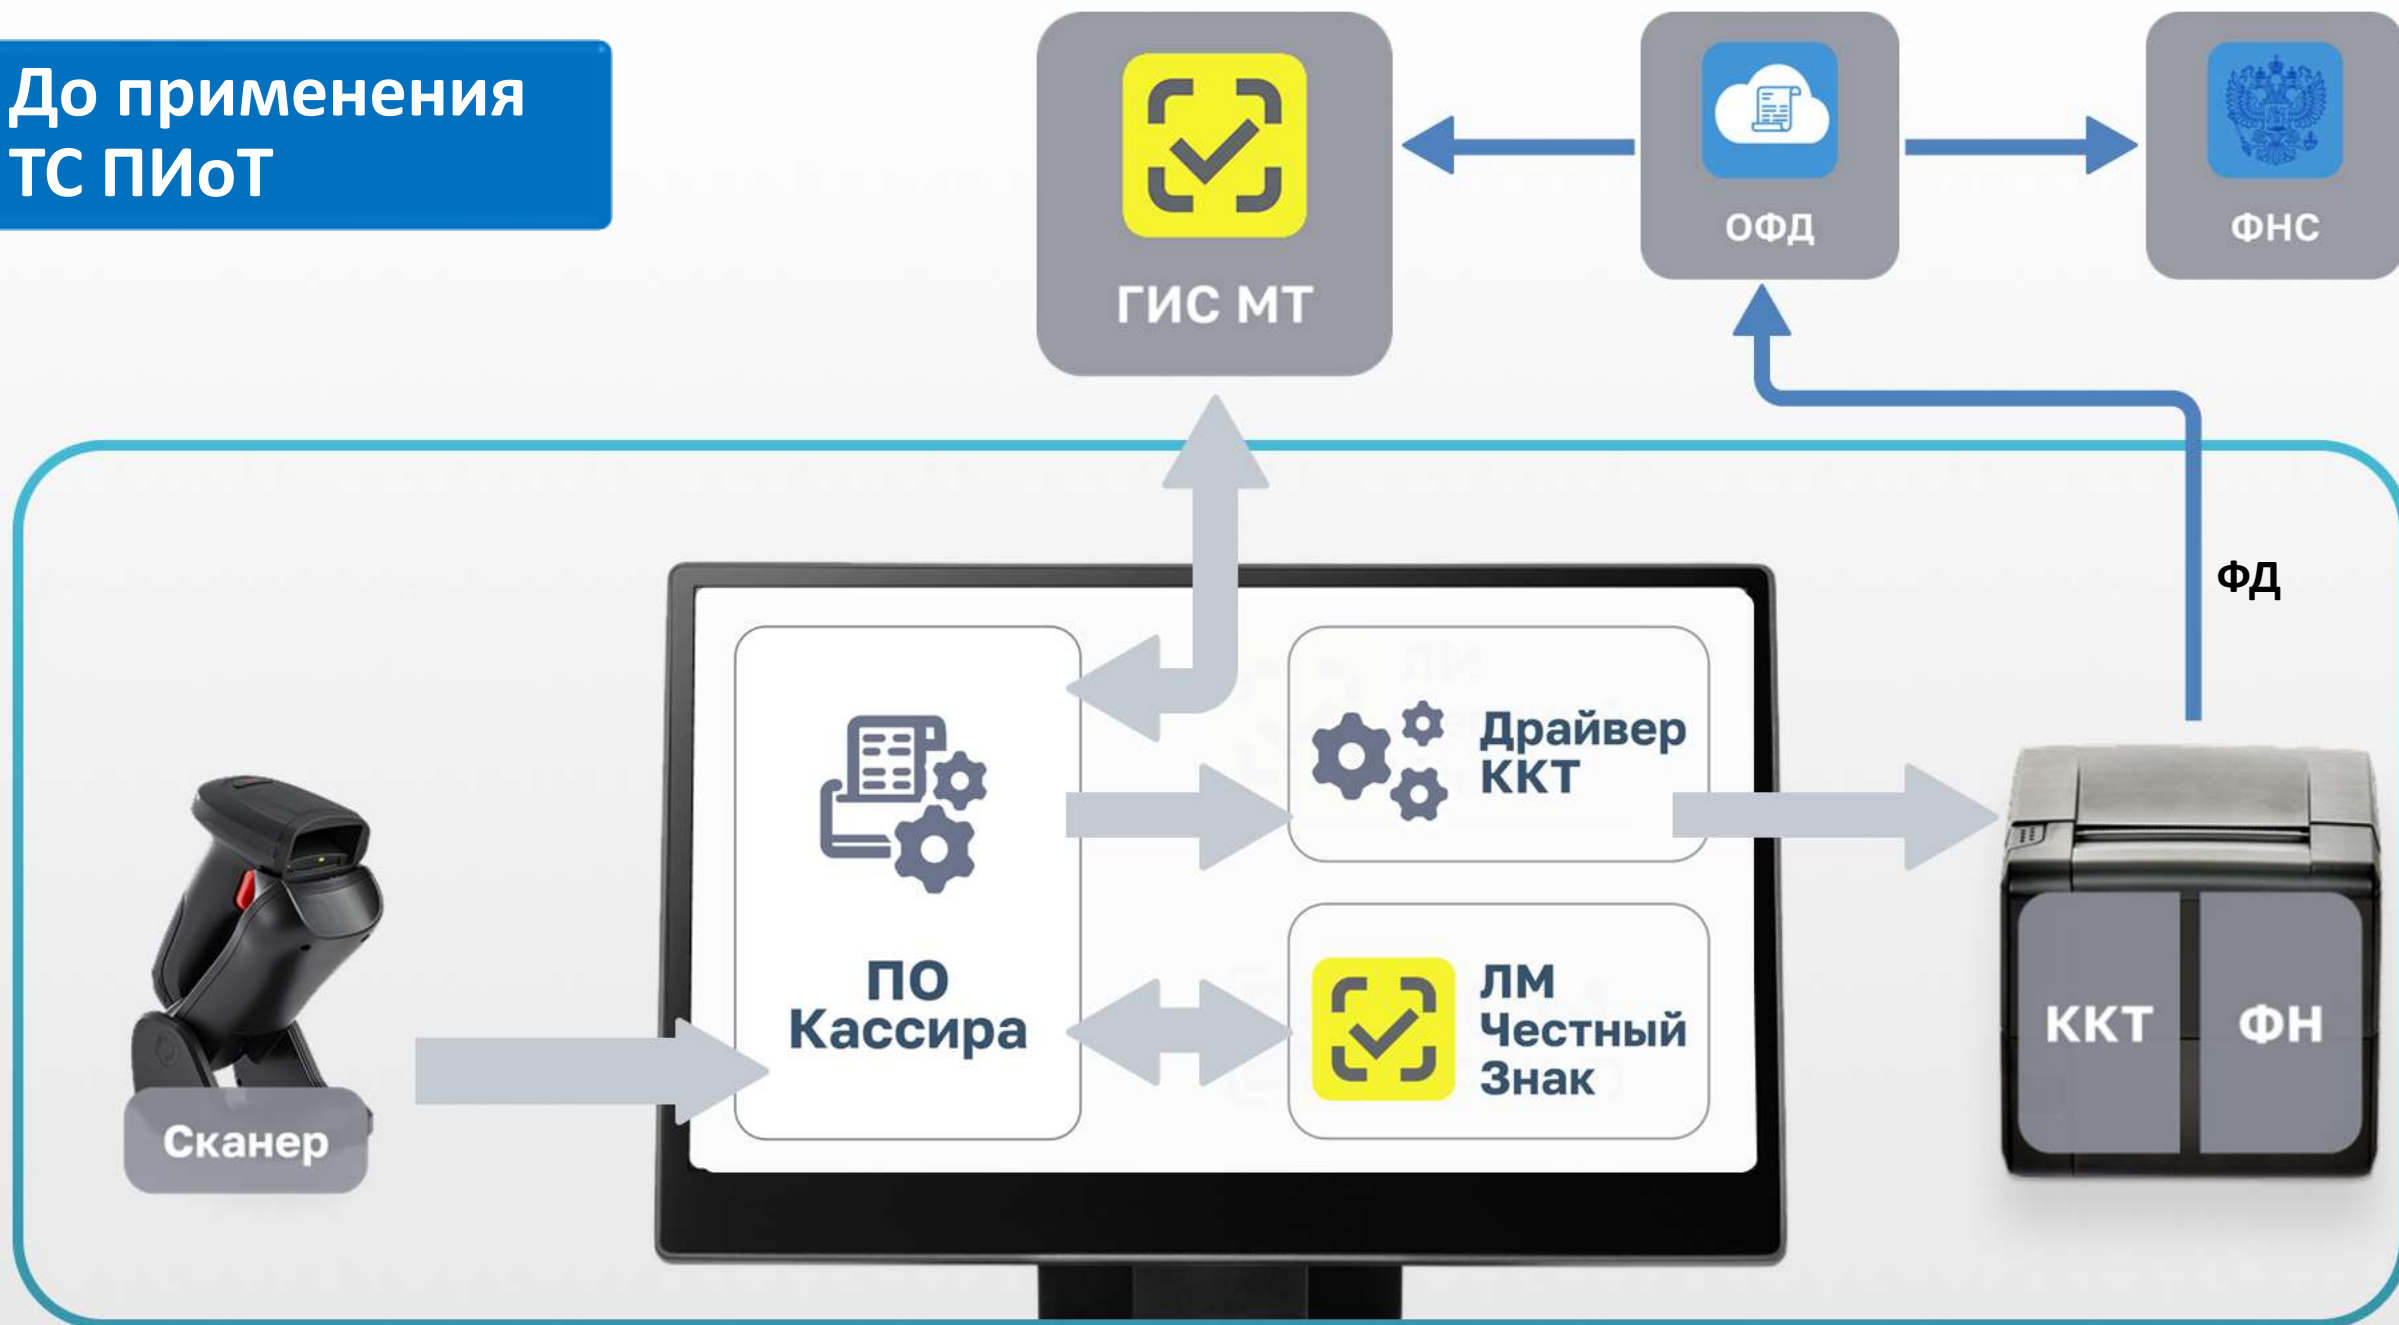 До применения
ТС ПИоТ
ГИС МТ
ОФД
ФНС
ФД
ПО
Кассира
Драйвер
ККТ
ЛМ
Честный
Знак
Сканер
ККТ
ФН